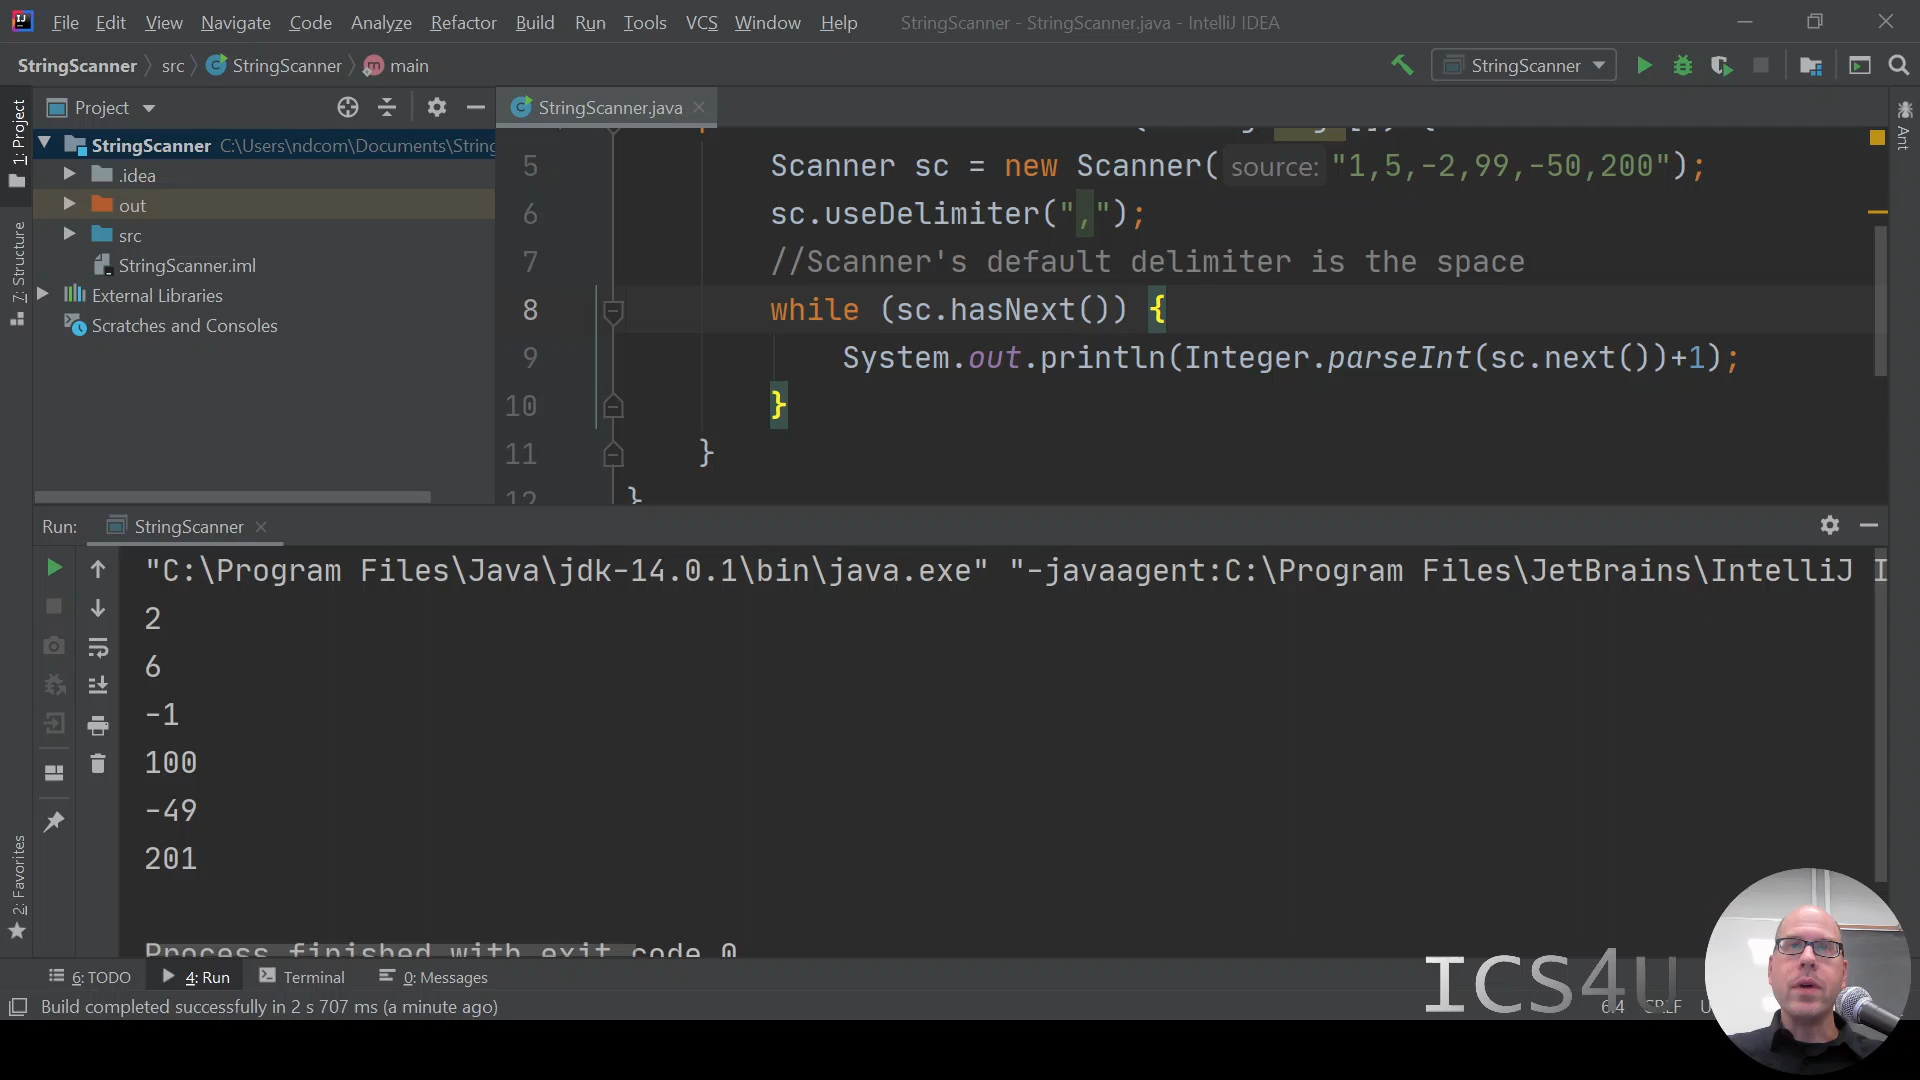 File Edit View Navigate Code Analyze Refactor Build Run Tools VCS Window Help StringScanner - StringScanner.java - IntelliJ IDEA
StringScanner src StringScanner main StringScanner
Project StringScanner.java
1: Project
7: Structure
2: Favorites
Ant
StringScanner C:\Users\ndcom\Documents\String
.idea
out
src
StringScanner.iml
External Libraries
Scratches and Consoles
5 Scanner sc = new Scanner( source: "1,5,-2,99,-50,200");
6 sc.useDelimiter(",");
7 //Scanner's default delimiter is the space
8 while (sc.hasNext()) {
9 System.out.println(Integer.parseInt(sc.next())+1);
10 }
11 }
12 }
Run: StringScanner
"C:\Program Files\Java\jdk-14.0.1\bin\java.exe" "-javaagent:C:\Program Files\JetBrains\IntelliJ I
2
6
-1
100
-49
201
Process finished with exit code 0
6: TODO 4: Run Terminal 0: Messages
ICS4U
Build completed successfully in 2 s 707 ms (a minute ago) 6:4 CRLF